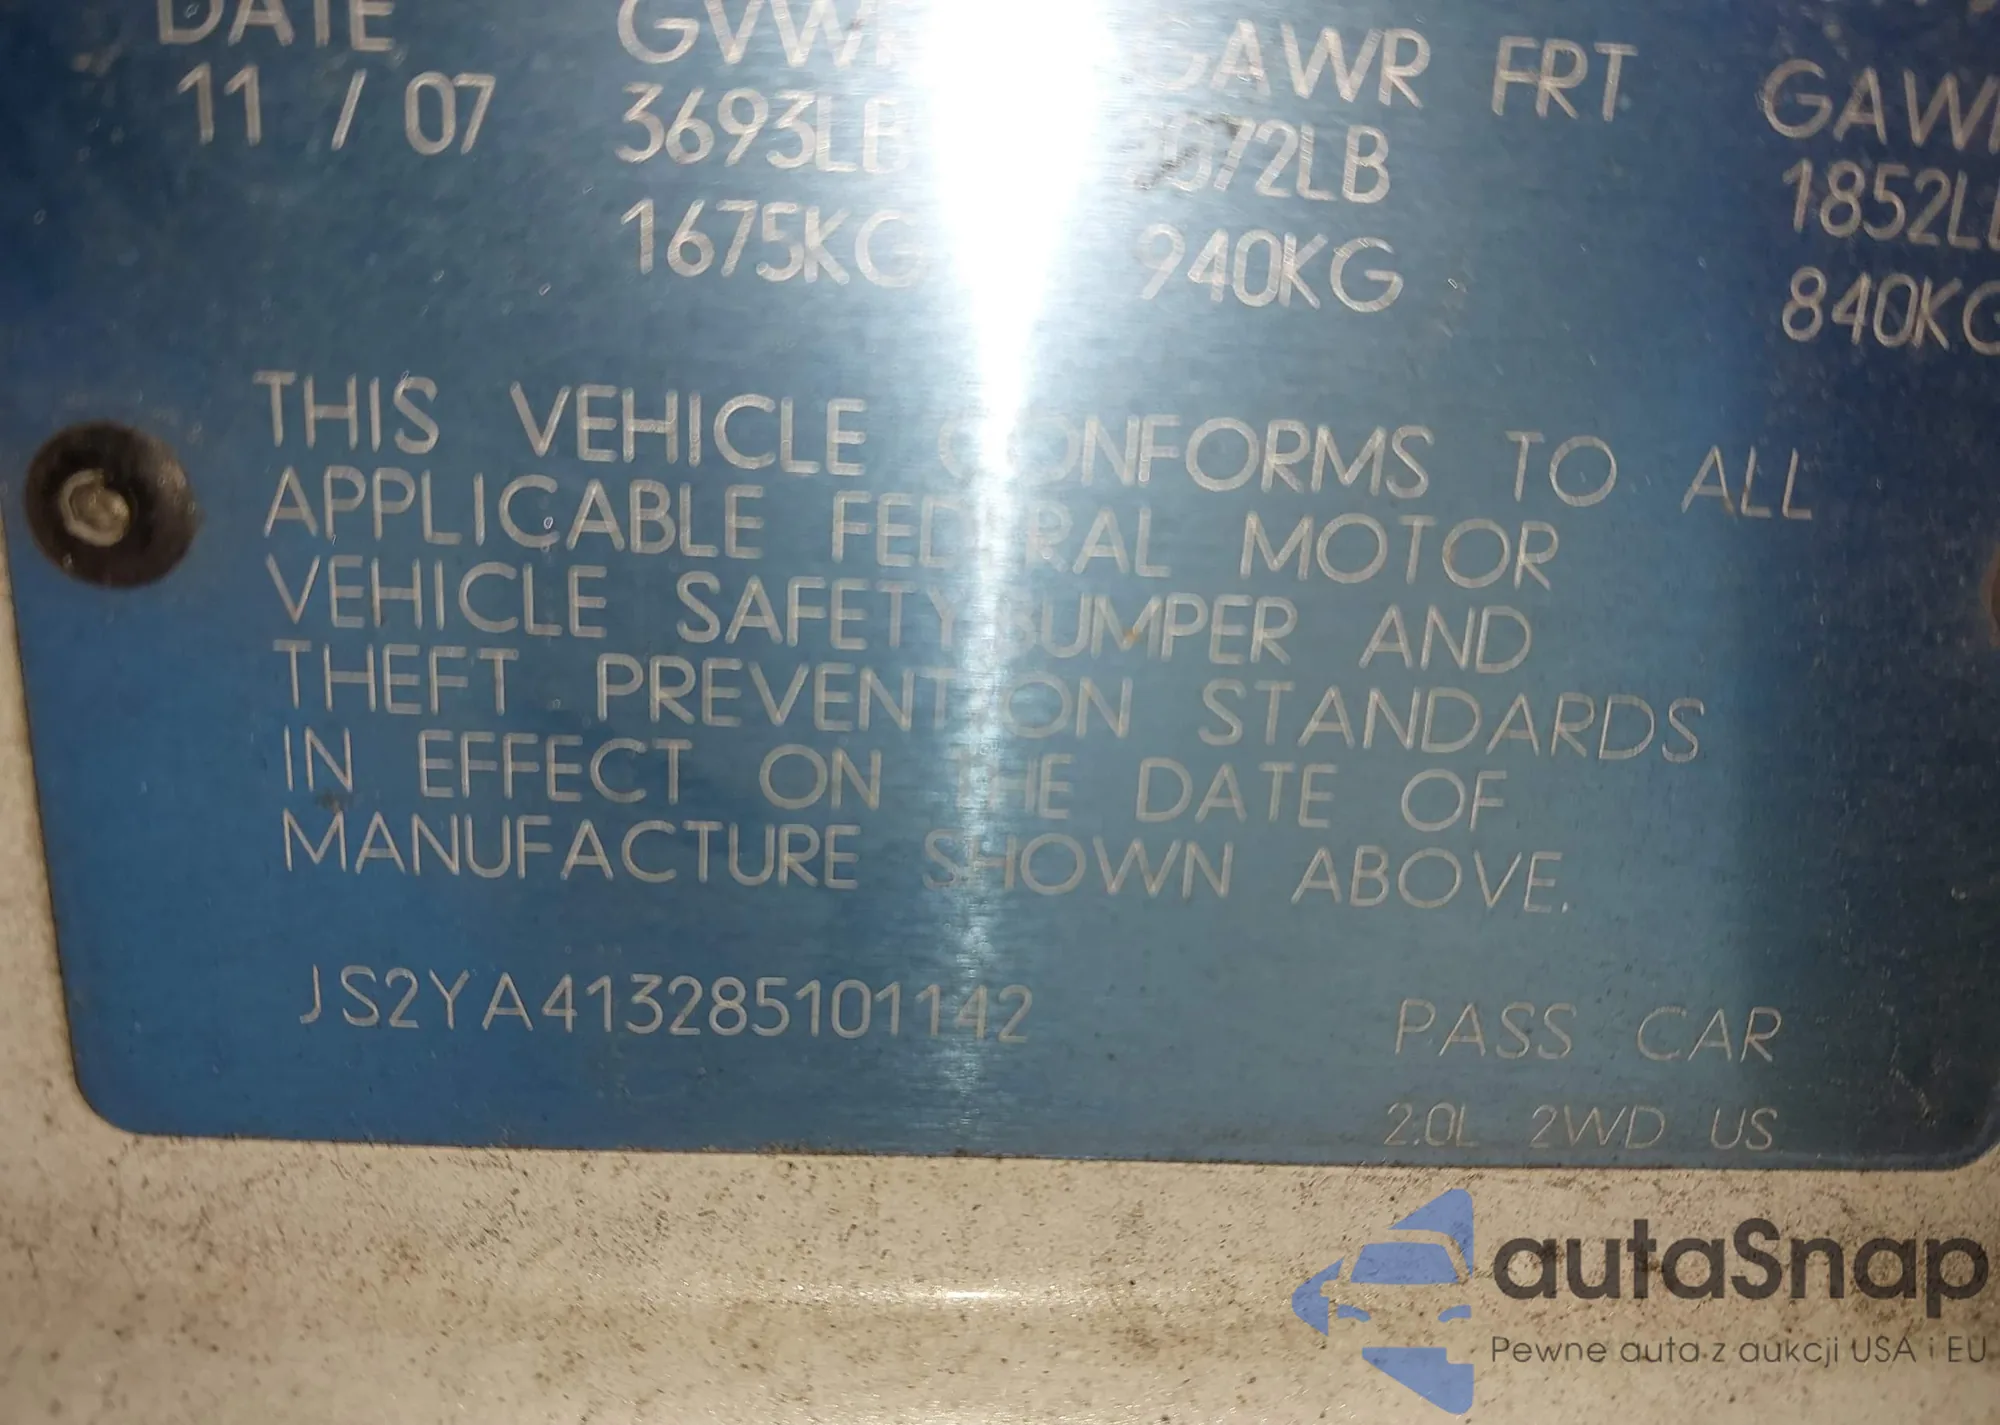 DATE GVWR GAWR FRT GAWR
11 / 07 3693LB 2072LB 1852LB
1675KG 940KG 840KG
THIS VEHICLE CONFORMS TO ALL
APPLICABLE FEDERAL MOTOR
VEHICLE SAFETY BUMPER AND
THEFT PREVENTION STANDARDS
IN EFFECT ON THE DATE OF
MANUFACTURE SHOWN ABOVE.
JS2YA413285101142 PASS CAR
2.0L 2WD US
autaSnap
Pewne auta z aukcji USA i EU